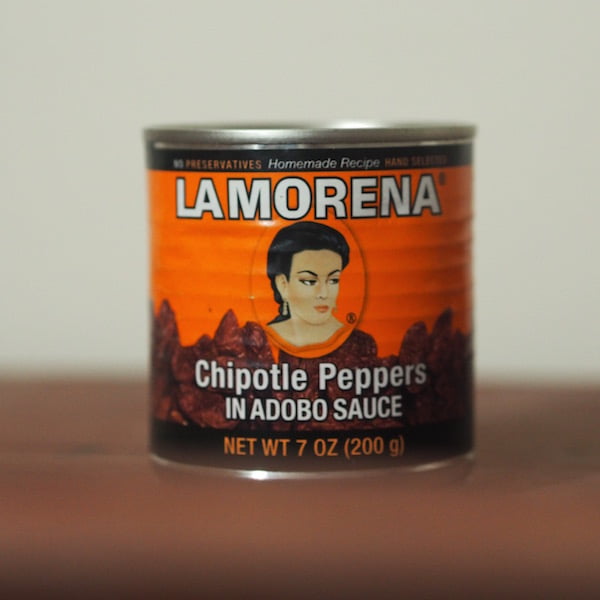 NO PRESERVATIVES Homemade Recipe HAND SELECTED
LA MORENA®
®
Chipotle Peppers
IN ADOBO SAUCE
NET WT 7 OZ (200 g)